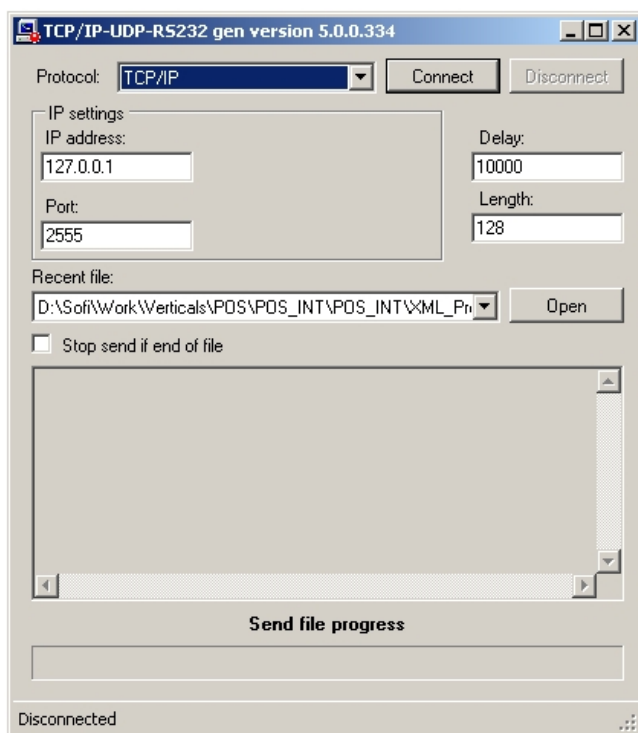 TCP/IP-UDP-RS232 gen version 5.0.0.334
Protocol: TCP/IP Connect Disconnect
IP settings
IP address: Delay:
127.0.0.1 10000
Port: Length:
2555 128
Recent file:
D:\Sofi\Work\Verticals\POS\POS_INT\POS_INT\XML_Pr Open
Stop send if end of file
Send file progress
Disconnected